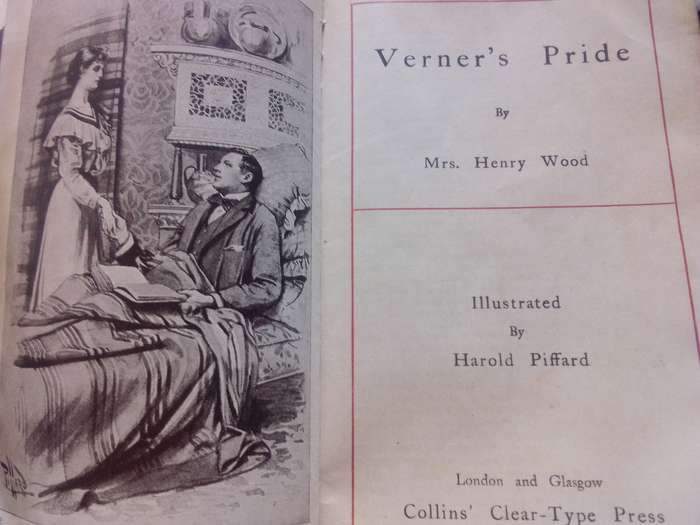 Verner's Pride
By
Mrs. Henry Wood
Illustrated
By
Harold Piffard
London and Glasgow
Collins' Clear-Type Press